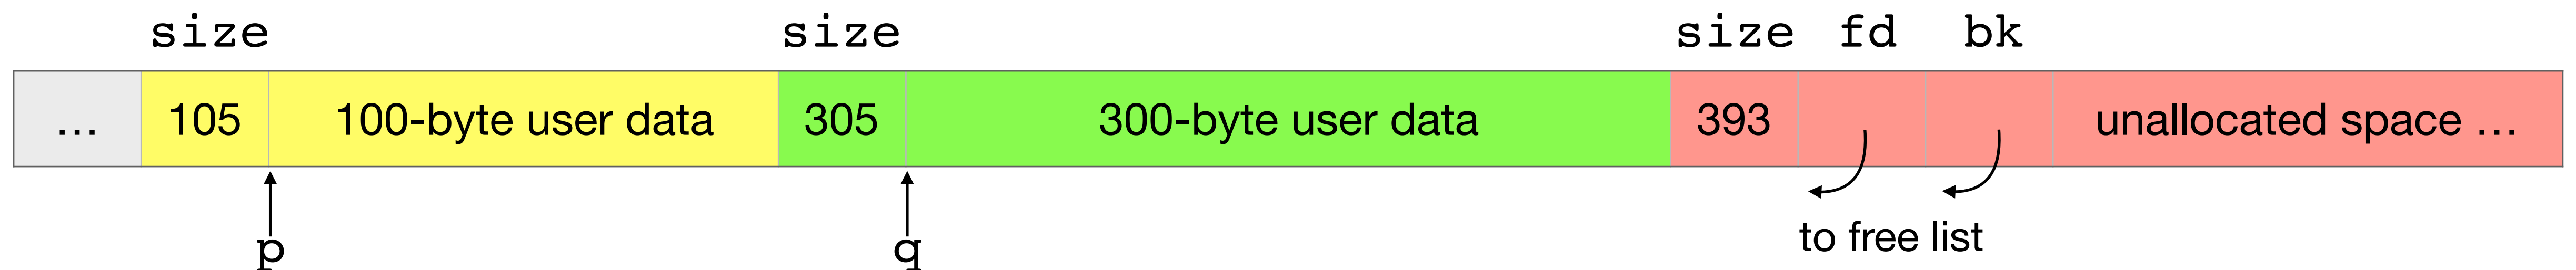 size size size fd bk
… 105 100-byte user data 305 300-byte user data 393 unallocated space …
p q to free list